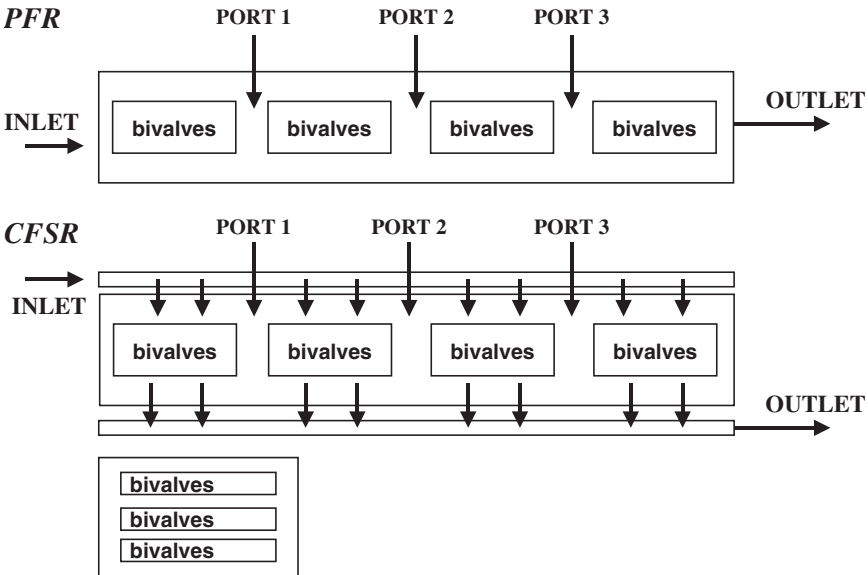 PFR
PORT 1 PORT 2 PORT 3
INLET
OUTLET
bivalves bivalves bivalves bivalves
CFSR
PORT 1 PORT 2 PORT 3
INLET
bivalves bivalves bivalves bivalves
OUTLET
bivalves
bivalves
bivalves